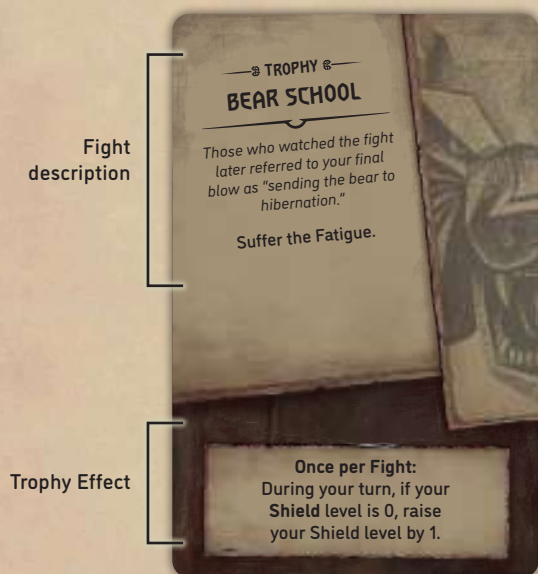 TROPHY
BEAR SCHOOL
Those who watched the fight
later referred to your final
blow as "sending the bear to
hibernation."
Suffer the Fatigue.
Fight
description
Trophy Effect
Once per Fight:
During your turn, if your
Shield level is 0, raise
your Shield level by 1.